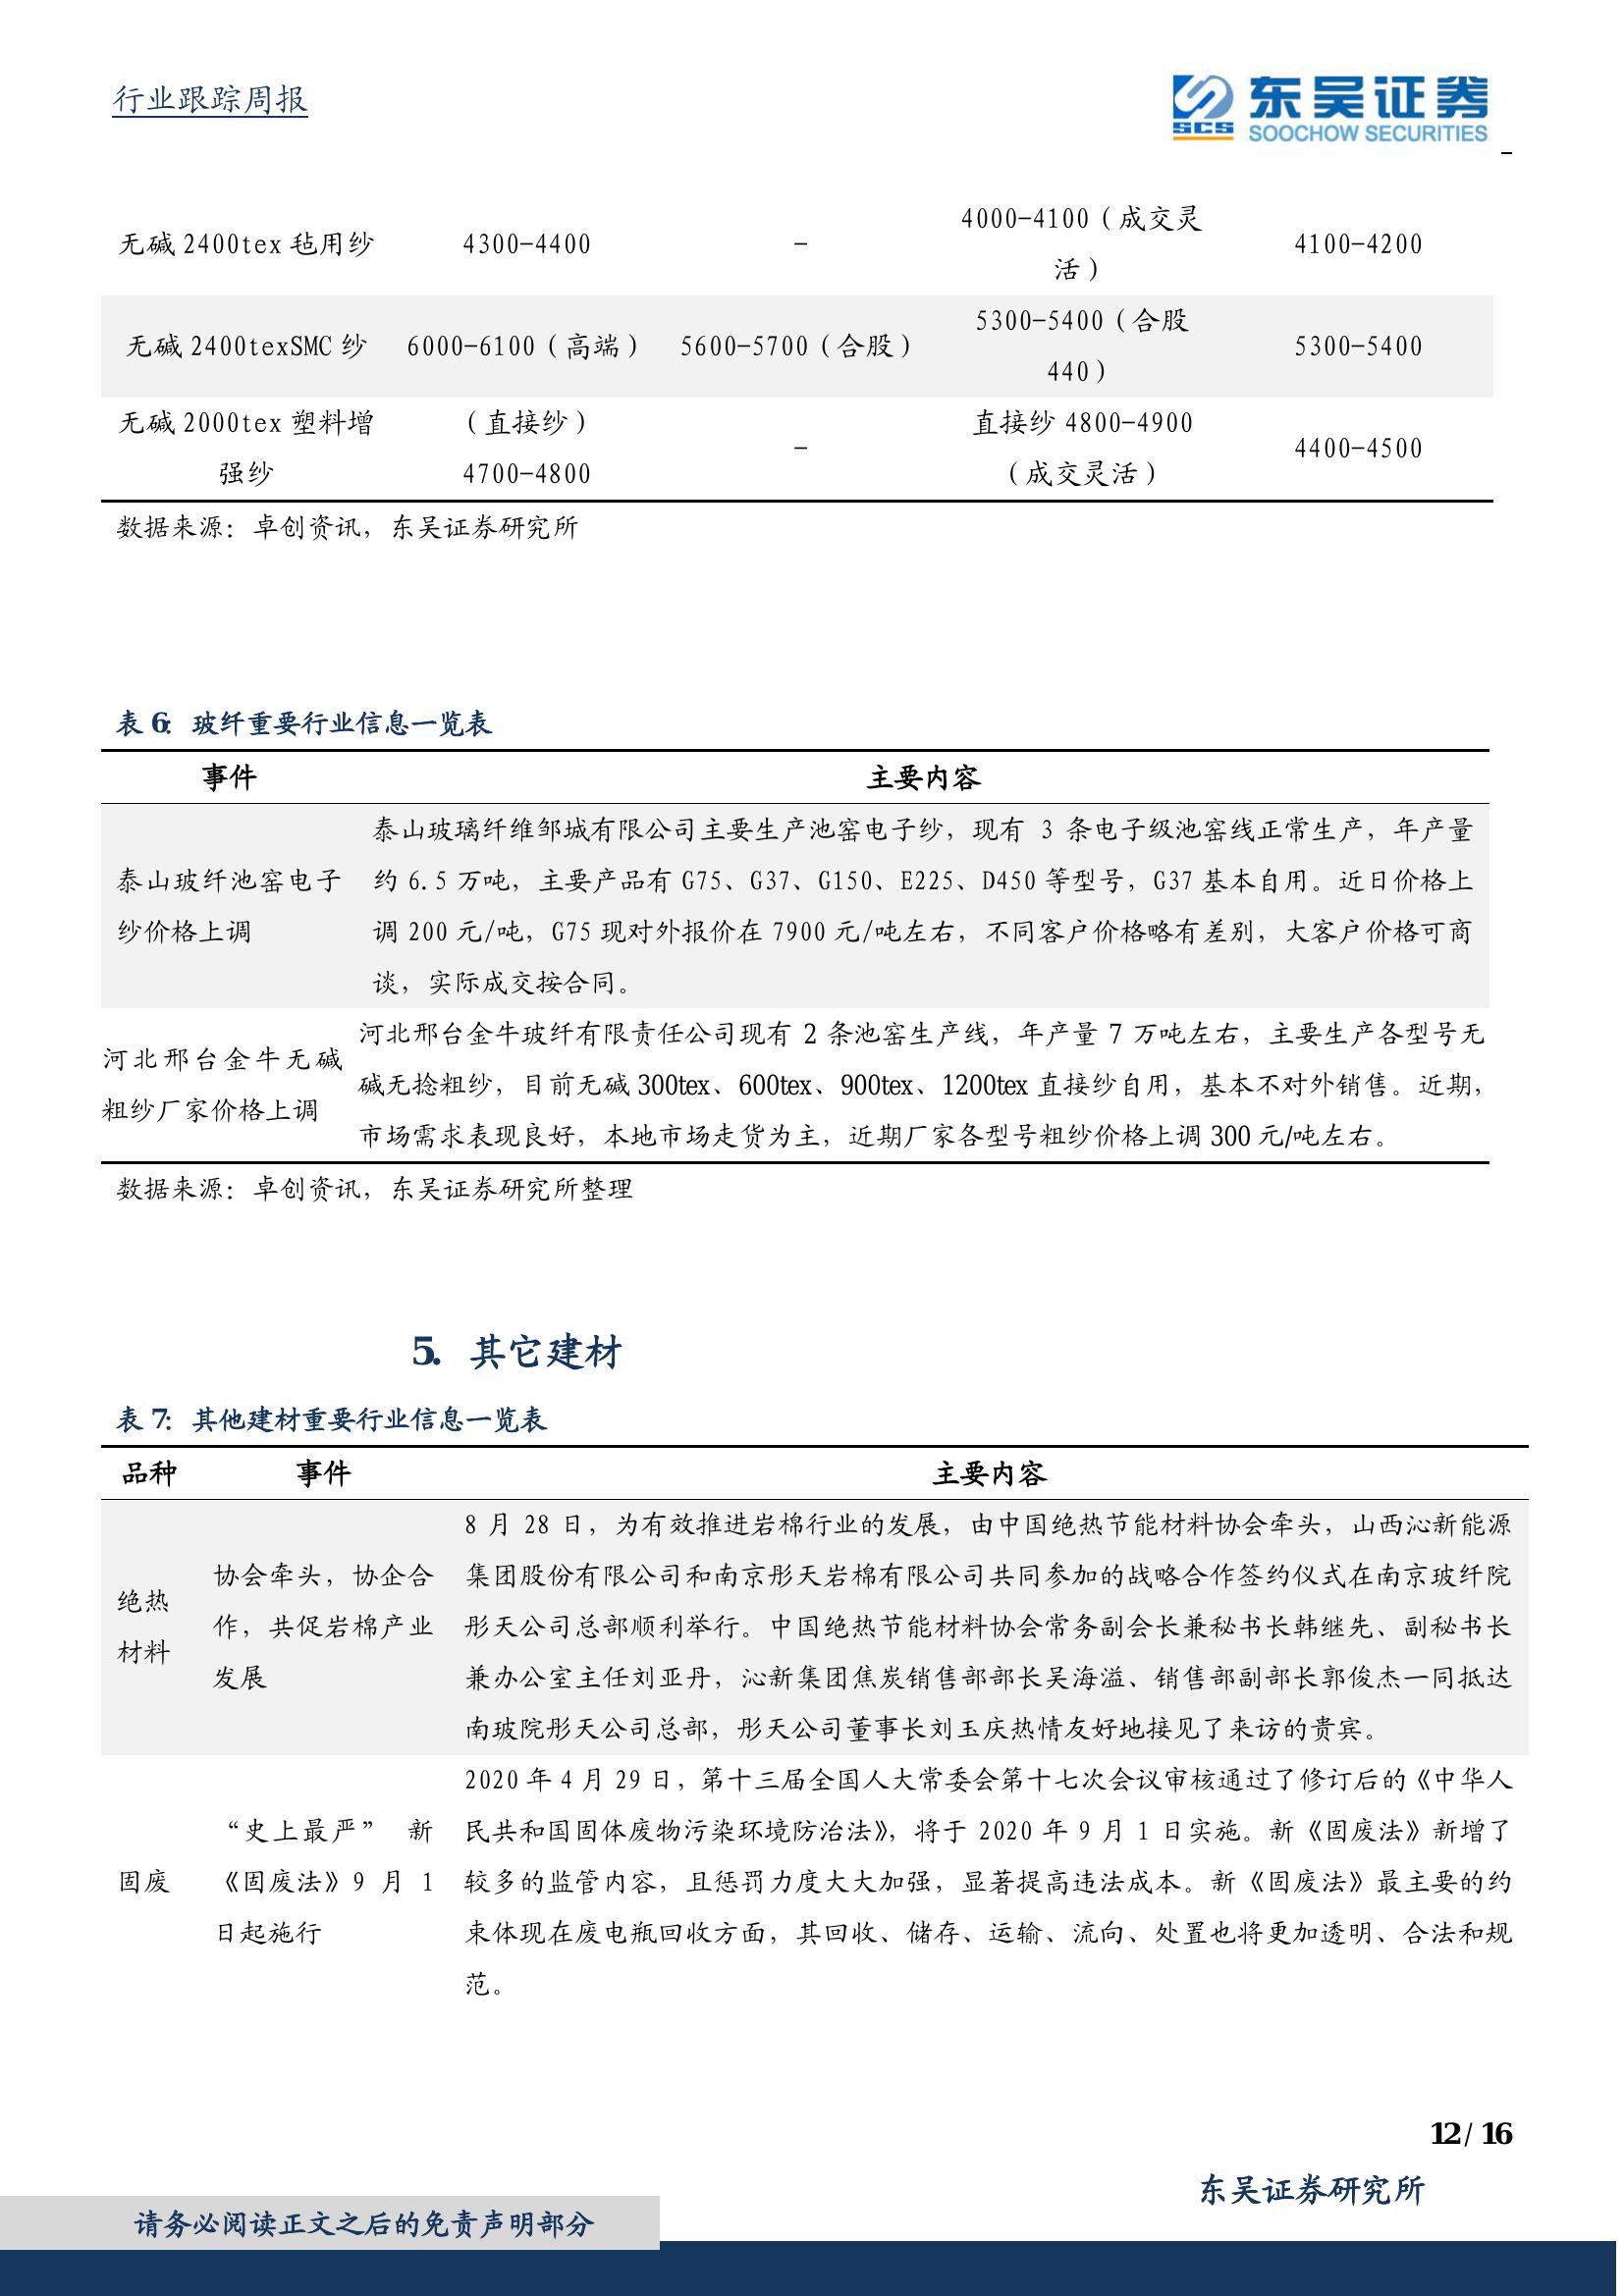 行业跟踪周报
SCS
东吴证券
SOOCHOW SECURITIES
无碱 2400tex 毡用纱 4300-4400 - 4000-4100（成交灵活） 4100-4200
无碱 2400texSMC 纱 6000-6100（高端） 5600-5700（合股） 5300-5400（合股440） 5300-5400
无碱 2000tex 塑料增强纱 （直接纱）4700-4800 - 直接纱 4800-4900（成交灵活） 4400-4500
数据来源：卓创资讯，东吴证券研究所
表 6： 玻纤重要行业信息一览表
事件 主要内容
泰山玻纤池窑电子
纱价格上调
泰山玻璃纤维邹城有限公司主要生产池窑电子纱，现有 3 条电子级池窑线正常生产，年产量
约 6.5 万吨，主要产品有 G75、G37、G150、E225、D450 等型号，G37 基本自用。近日价格上
调 200 元/吨，G75 现对外报价在 7900 元/吨左右，不同客户价格略有差别，大客户价格可商
谈，实际成交按合同。
河北邢台金牛无碱
粗纱厂家价格上调
河北邢台金牛玻纤有限责任公司现有 2 条池窑生产线，年产量 7 万吨左右，主要生产各型号无
碱无捻粗纱，目前无碱 300tex、600tex、900tex、1200tex 直接纱自用，基本不对外销售。近期，
市场需求表现良好，本地市场走货为主，近期厂家各型号粗纱价格上调 300 元/吨左右。
数据来源：卓创资讯，东吴证券研究所整理
5. 其它建材
表 7： 其他建材重要行业信息一览表
品种 事件 主要内容
绝热
材料
协会牵头，协企合
作，共促岩棉产业
发展
8 月 28 日，为有效推进岩棉行业的发展，由中国绝热节能材料协会牵头，山西沁新能源
集团股份有限公司和南京彤天岩棉有限公司共同参加的战略合作签约仪式在南京玻纤院
彤天公司总部顺利举行。中国绝热节能材料协会常务副会长兼秘书长韩继先、副秘书长
兼办公室主任刘亚丹，沁新集团焦炭销售部部长吴海溢、销售部副部长郭俊杰一同抵达
南玻院彤天公司总部，彤天公司董事长刘玉庆热情友好地接见了来访的贵宾。
固废
“史上最严” 新
《固废法》9 月 1
日起施行
2020 年 4 月 29 日，第十三届全国人大常委会第十七次会议审核通过了修订后的《中华人
民共和国固体废物污染环境防治法》，将于 2020 年 9 月 1 日实施。新《固废法》新增了
较多的监管内容，且惩罚力度大大加强，显著提高违法成本。新《固废法》最主要的约
束体现在废电瓶回收方面，其回收、储存、运输、流向、处置也将更加透明、合法和规
范。
12 / 16
东吴证券研究所
请务必阅读正文之后的免责声明部分